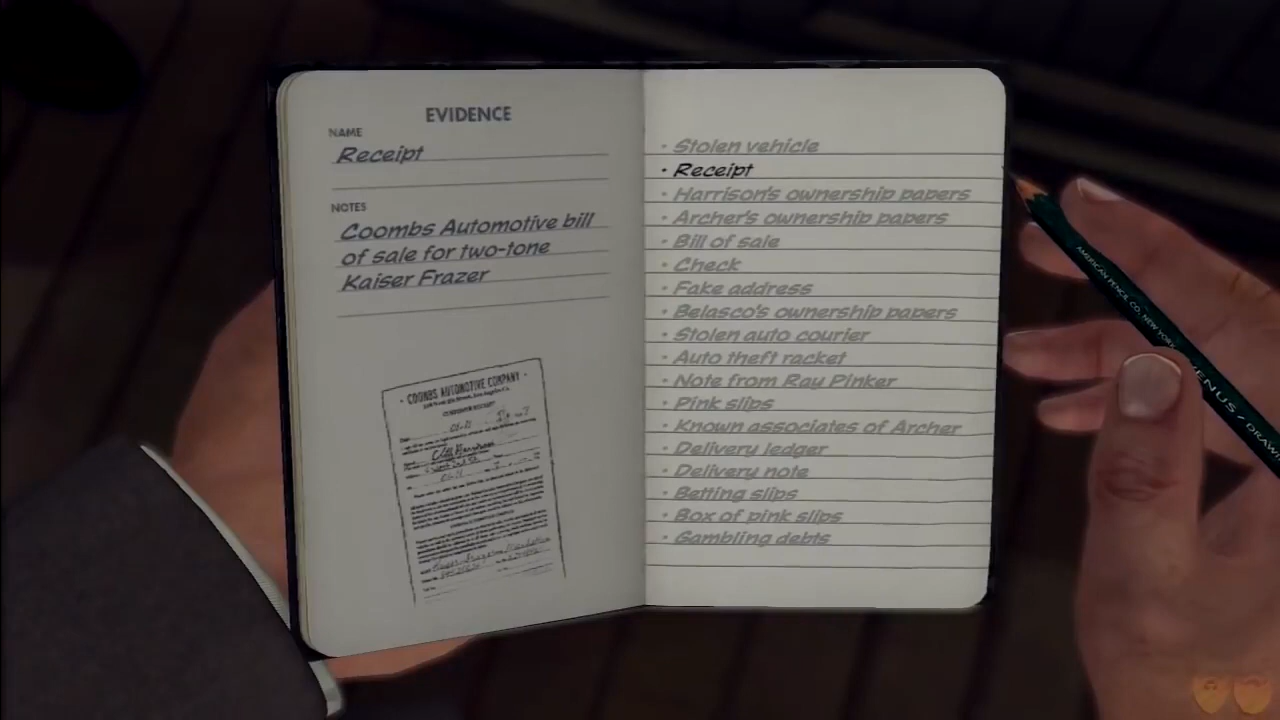 EVIDENCE
NAME
Receipt
NOTES
Coombs Automotive bill
of sale for two-tone
Kaiser Frazer
· COOMBS AUTOMOTIVE COMPANY ·
• Stolen vehicle
• Receipt
• Harrison's ownership papers
• Archer's ownership papers
• Bill of sale
• Check
• Fake address
• Belasco's ownership papers
• Stolen auto courier
• Auto theft racket
• Note from Ray Pinker
• Pink slips
• Known associates of Archer
• Delivery ledger
• Delivery note
• Betting slips
• Box of pink slips
• Gambling debts
AMERICAN PENCIL CO. NEW YORK
VENUS / DRAWIN